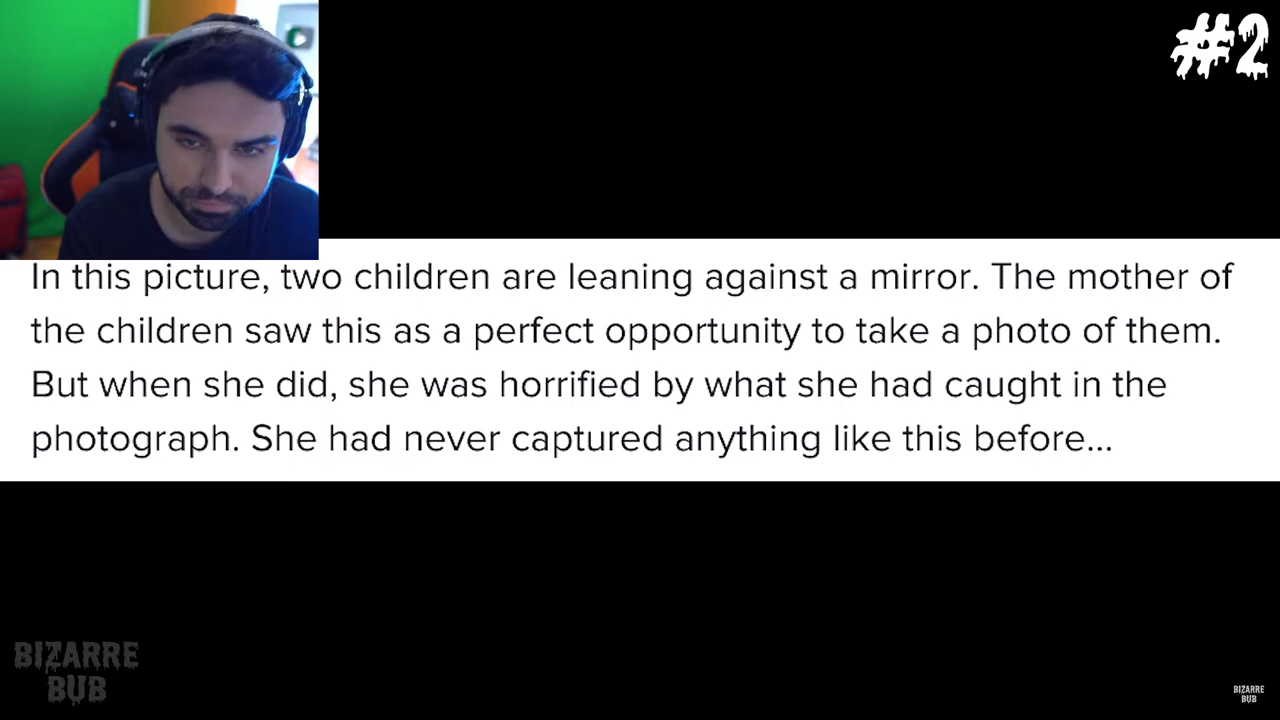 #2
In this picture, two children are leaning against a mirror. The mother of
the children saw this as a perfect opportunity to take a photo of them.
But when she did, she was horrified by what she had caught in the
photograph. She had never captured anything like this before...
BIZARRE
BUB
BIZARRE
BUB